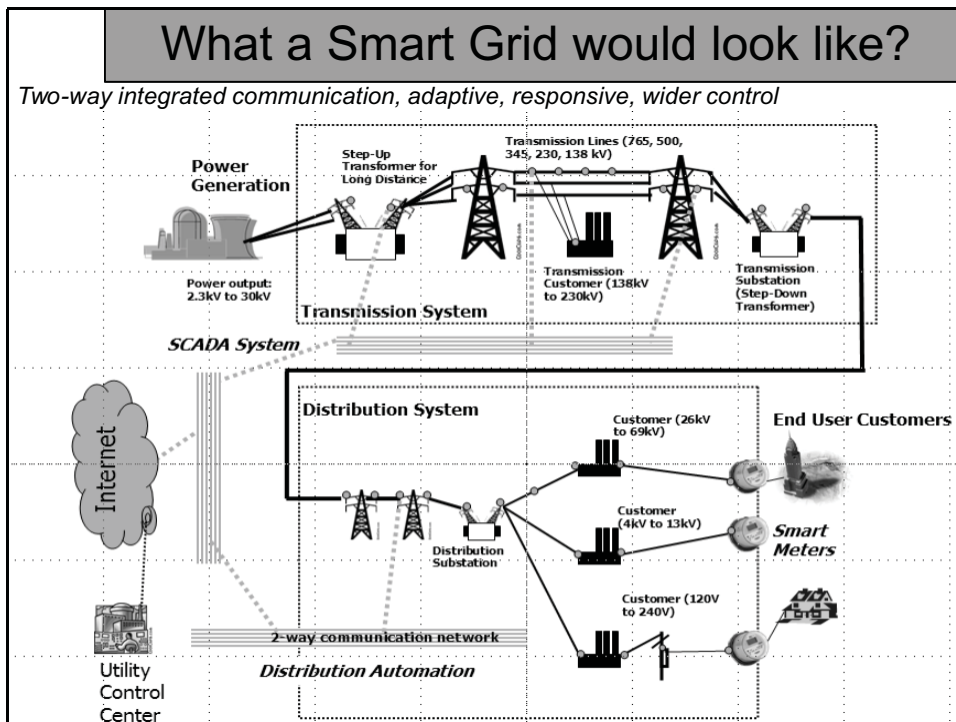 What a Smart Grid would look like?
Two-way integrated communication, adaptive, responsive, wider control
Power
Generation
Step-Up
Transformer for
Long Distance
Transmission Lines (765, 500,
345, 230, 138 kV)
Power output:
2.3kV to 30kV
Transmission
Customer (138kV
to 230kV)
Transmission
Substation
(Step-Down
Transformer)
Transmission System
SCADA System
Internet
Distribution System
Customer (26kV
to 69kV)
End User Customers
Customer
(4kV to 13kV)
Smart
Meters
Distribution
Substation
Customer (120V
to 240V)
2-way communication network
Distribution Automation
Utility
Control
Center